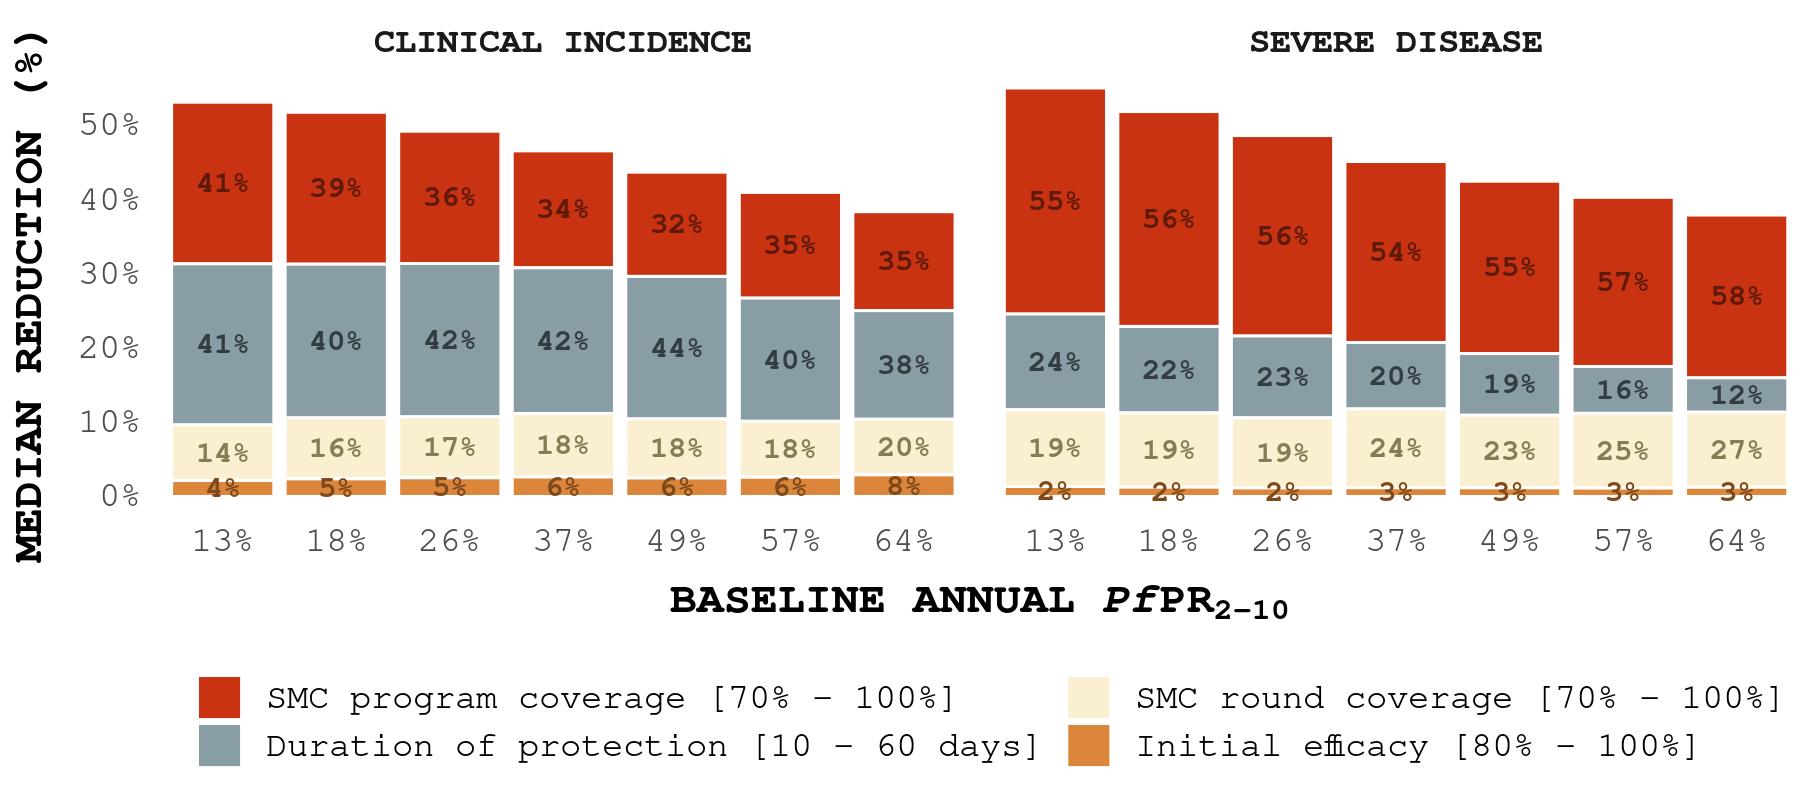 MEDIAN REDUCTION (%)
CLINICAL INCIDENCE
SEVERE DISEASE
50%
40%
30%
20%
10%
0%
41% 39% 36% 34% 32% 35% 35%
41% 40% 42% 42% 44% 40% 38%
14% 16% 17% 18% 18% 18% 20%
4% 5% 5% 6% 6% 6% 8%
55% 56% 56% 54% 55% 57% 58%
24% 22% 23% 20% 19% 16% 12%
19% 19% 19% 24% 23% 25% 27%
2% 2% 2% 3% 3% 3% 3%
13% 18% 26% 37% 49% 57% 64%
13% 18% 26% 37% 49% 57% 64%
BASELINE ANNUAL PfPR2–10
SMC program coverage [70% – 100%]
SMC round coverage [70% – 100%]
Duration of protection [10 – 60 days]
Initial efficacy [80% – 100%]